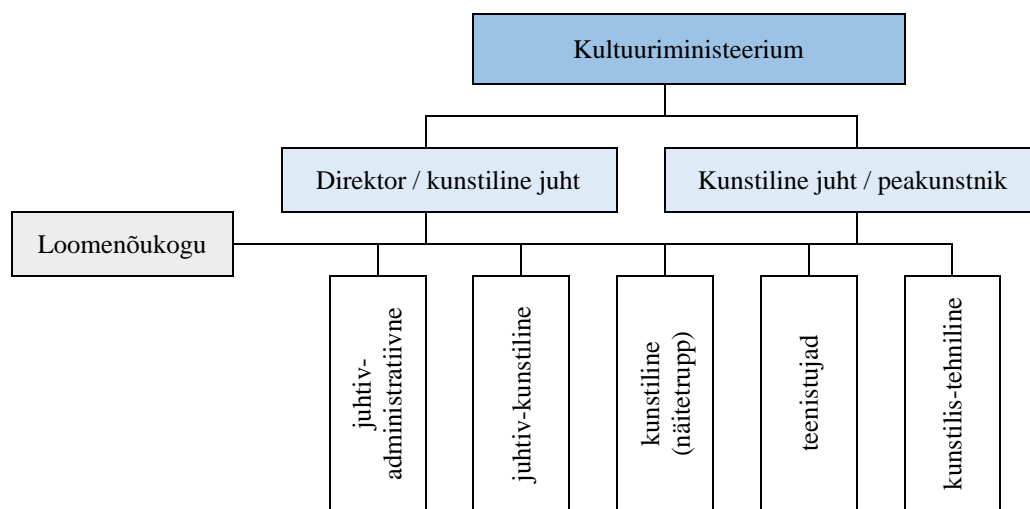 Kultuuriministeerium
Direktor / kunstiline juht
Kunstiline juht / peakunstnik
Loomenõukogu
juhtiv-
administratiivne
juhtiv-kunstiline
kunstiline
(näitetrupp)
teenistujad
kunstilis-tehniline